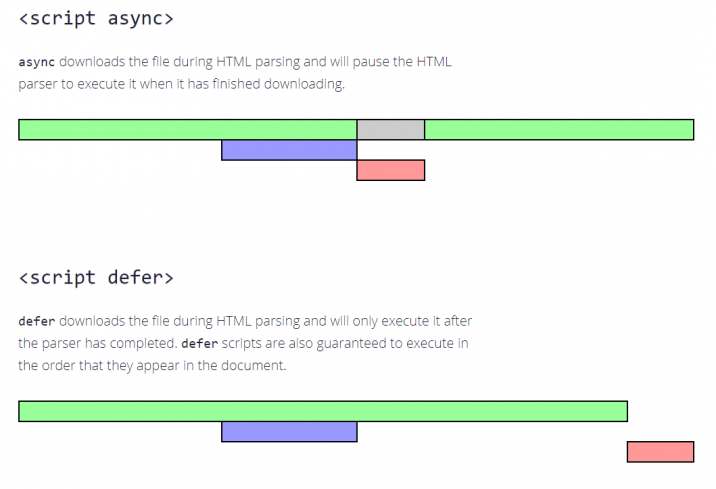 <script async>
async downloads the file during HTML parsing and will pause the HTML
parser to execute it when it has finished downloading.
<script defer>
defer downloads the file during HTML parsing and will only execute it after
the parser has completed. defer scripts are also guaranteed to execute in
the order that they appear in the document.